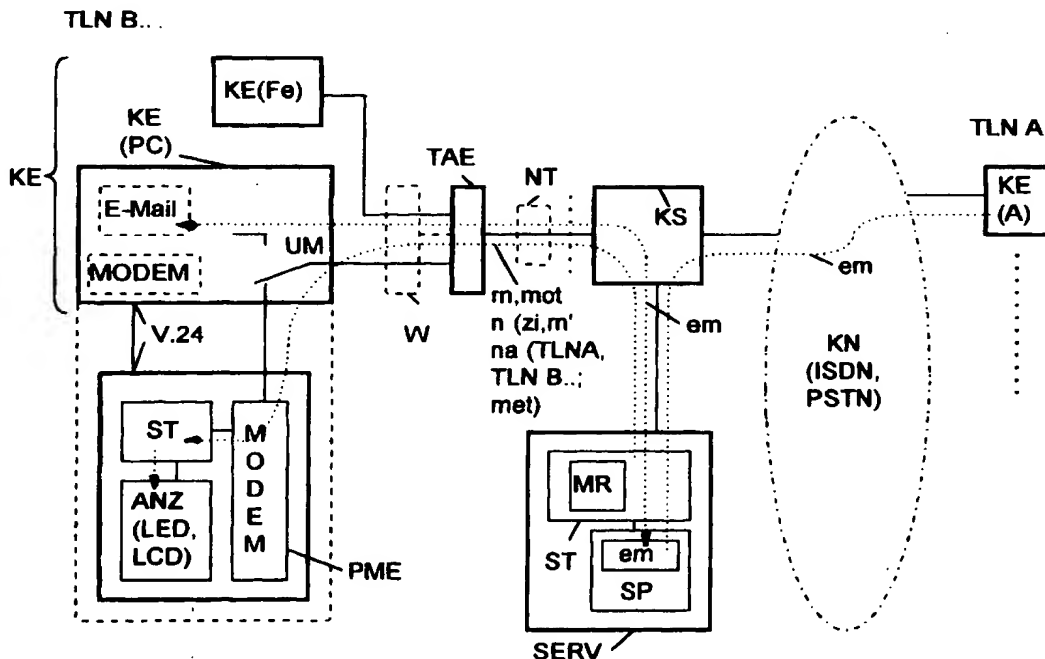 TLN B...
KE(Fe)
KE
(PC)
KE
E-Mail
MODEM
UM
V.24
TAE
NT
W
KS
TLN A
KE
(A)
em
em
m,mot
n (zi,m'
na (TLNA,
TLN B..;
met)
KN
(ISDN,
PSTN)
ST
MODEM
ANZ
(LED,
LCD)
PME
MR
ST
em
SP
SERV